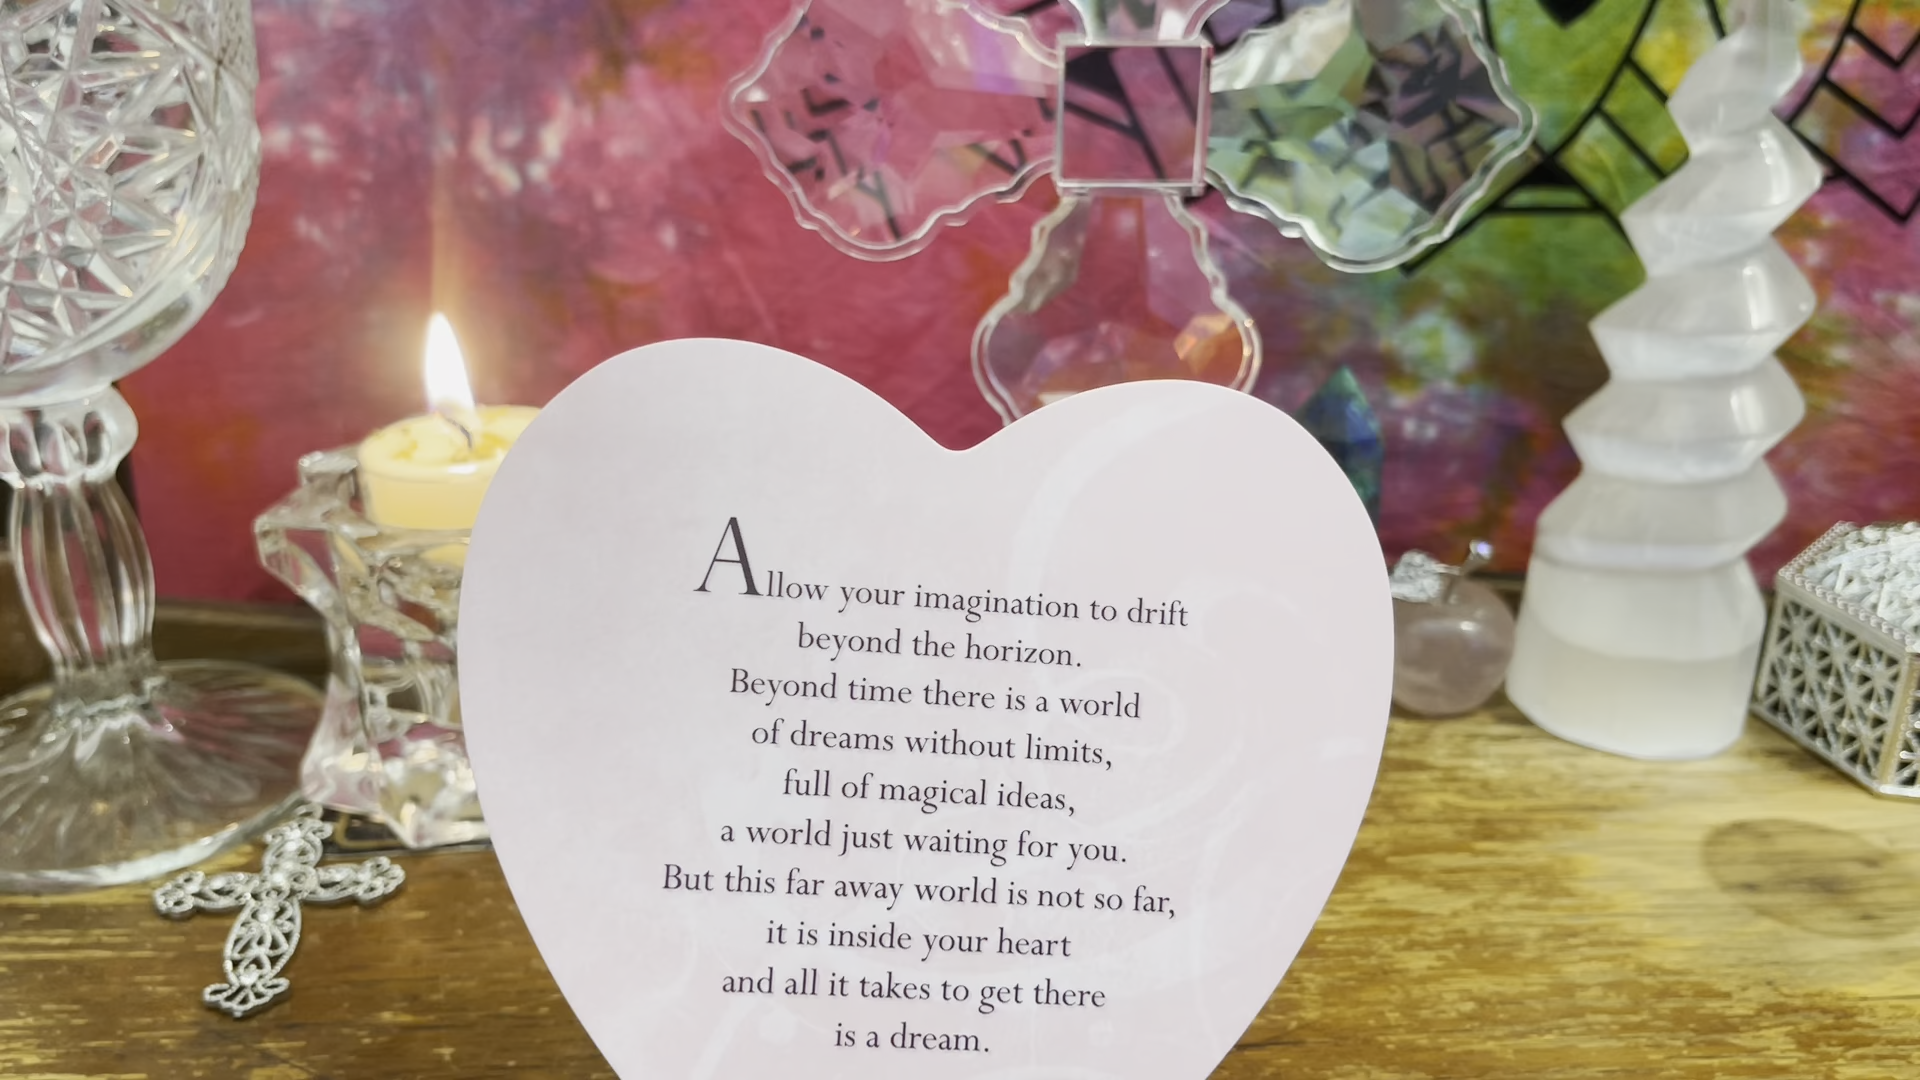 Allow your imagination to drift
beyond the horizon.
Beyond time there is a world
of dreams without limits,
full of magical ideas,
a world just waiting for you.
But this far away world is not so far,
it is inside your heart
and all it takes to get there
is a dream.